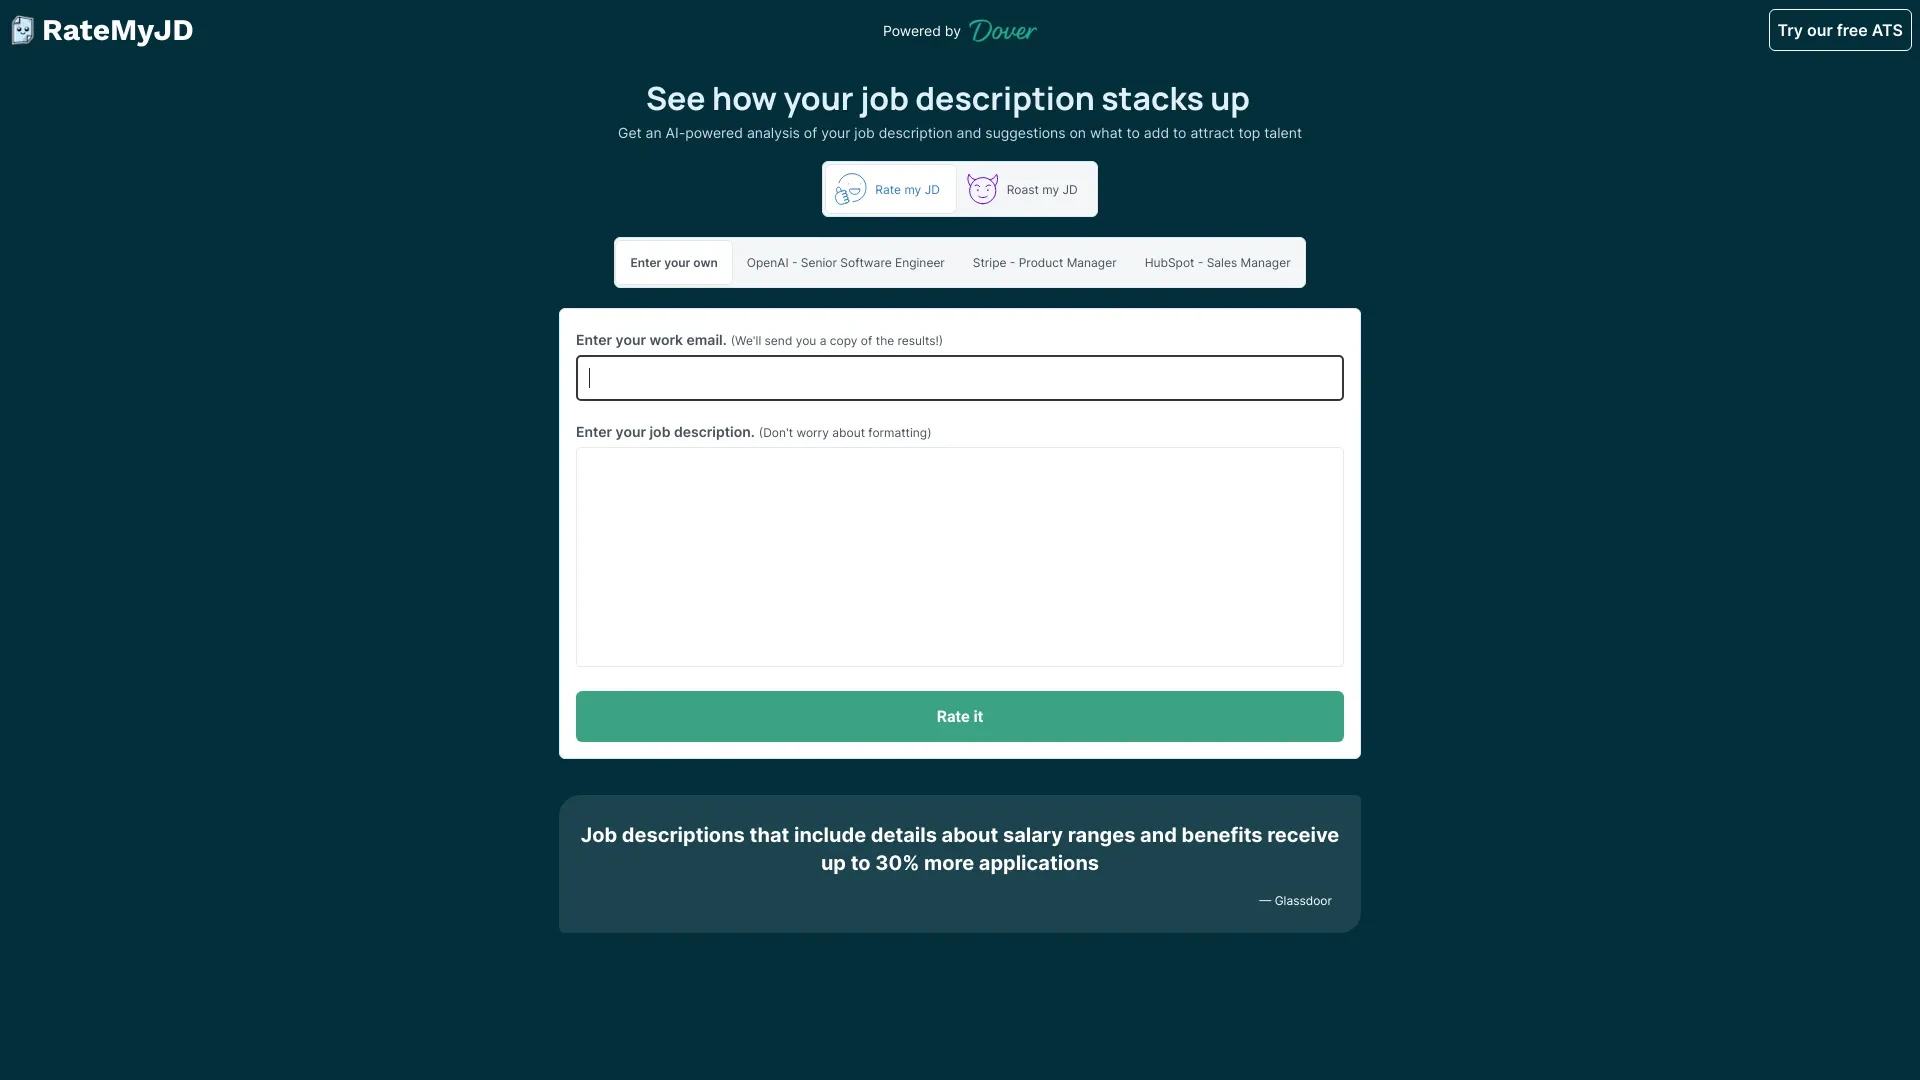 RateMyJD
Powered by Dover
Try our free ATS
See how your job description stacks up
Get an AI-powered analysis of your job description and suggestions on what to add to attract top talent
Rate my JD
Roast my JD
Enter your own
OpenAI - Senior Software Engineer
Stripe - Product Manager
HubSpot - Sales Manager
Enter your work email. (We'll send you a copy of the results!)
Enter your job description. (Don't worry about formatting)
Rate it
Job descriptions that include details about salary ranges and benefits receive
up to 30% more applications
— Glassdoor